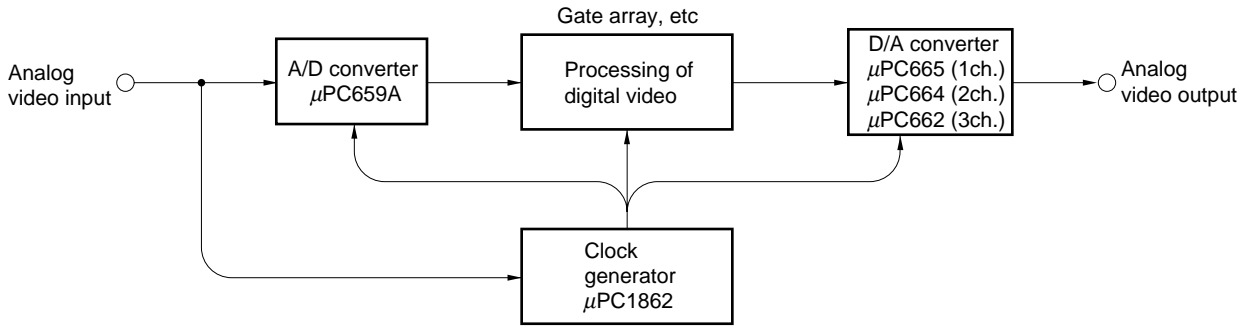 Gate array, etc
Analog
video input
A/D converter
μPC659A
Processing of
digital video
D/A converter
μPC665 (1ch.)
μPC664 (2ch.)
μPC662 (3ch.)
Analog
video output
Clock
generator
μPC1862